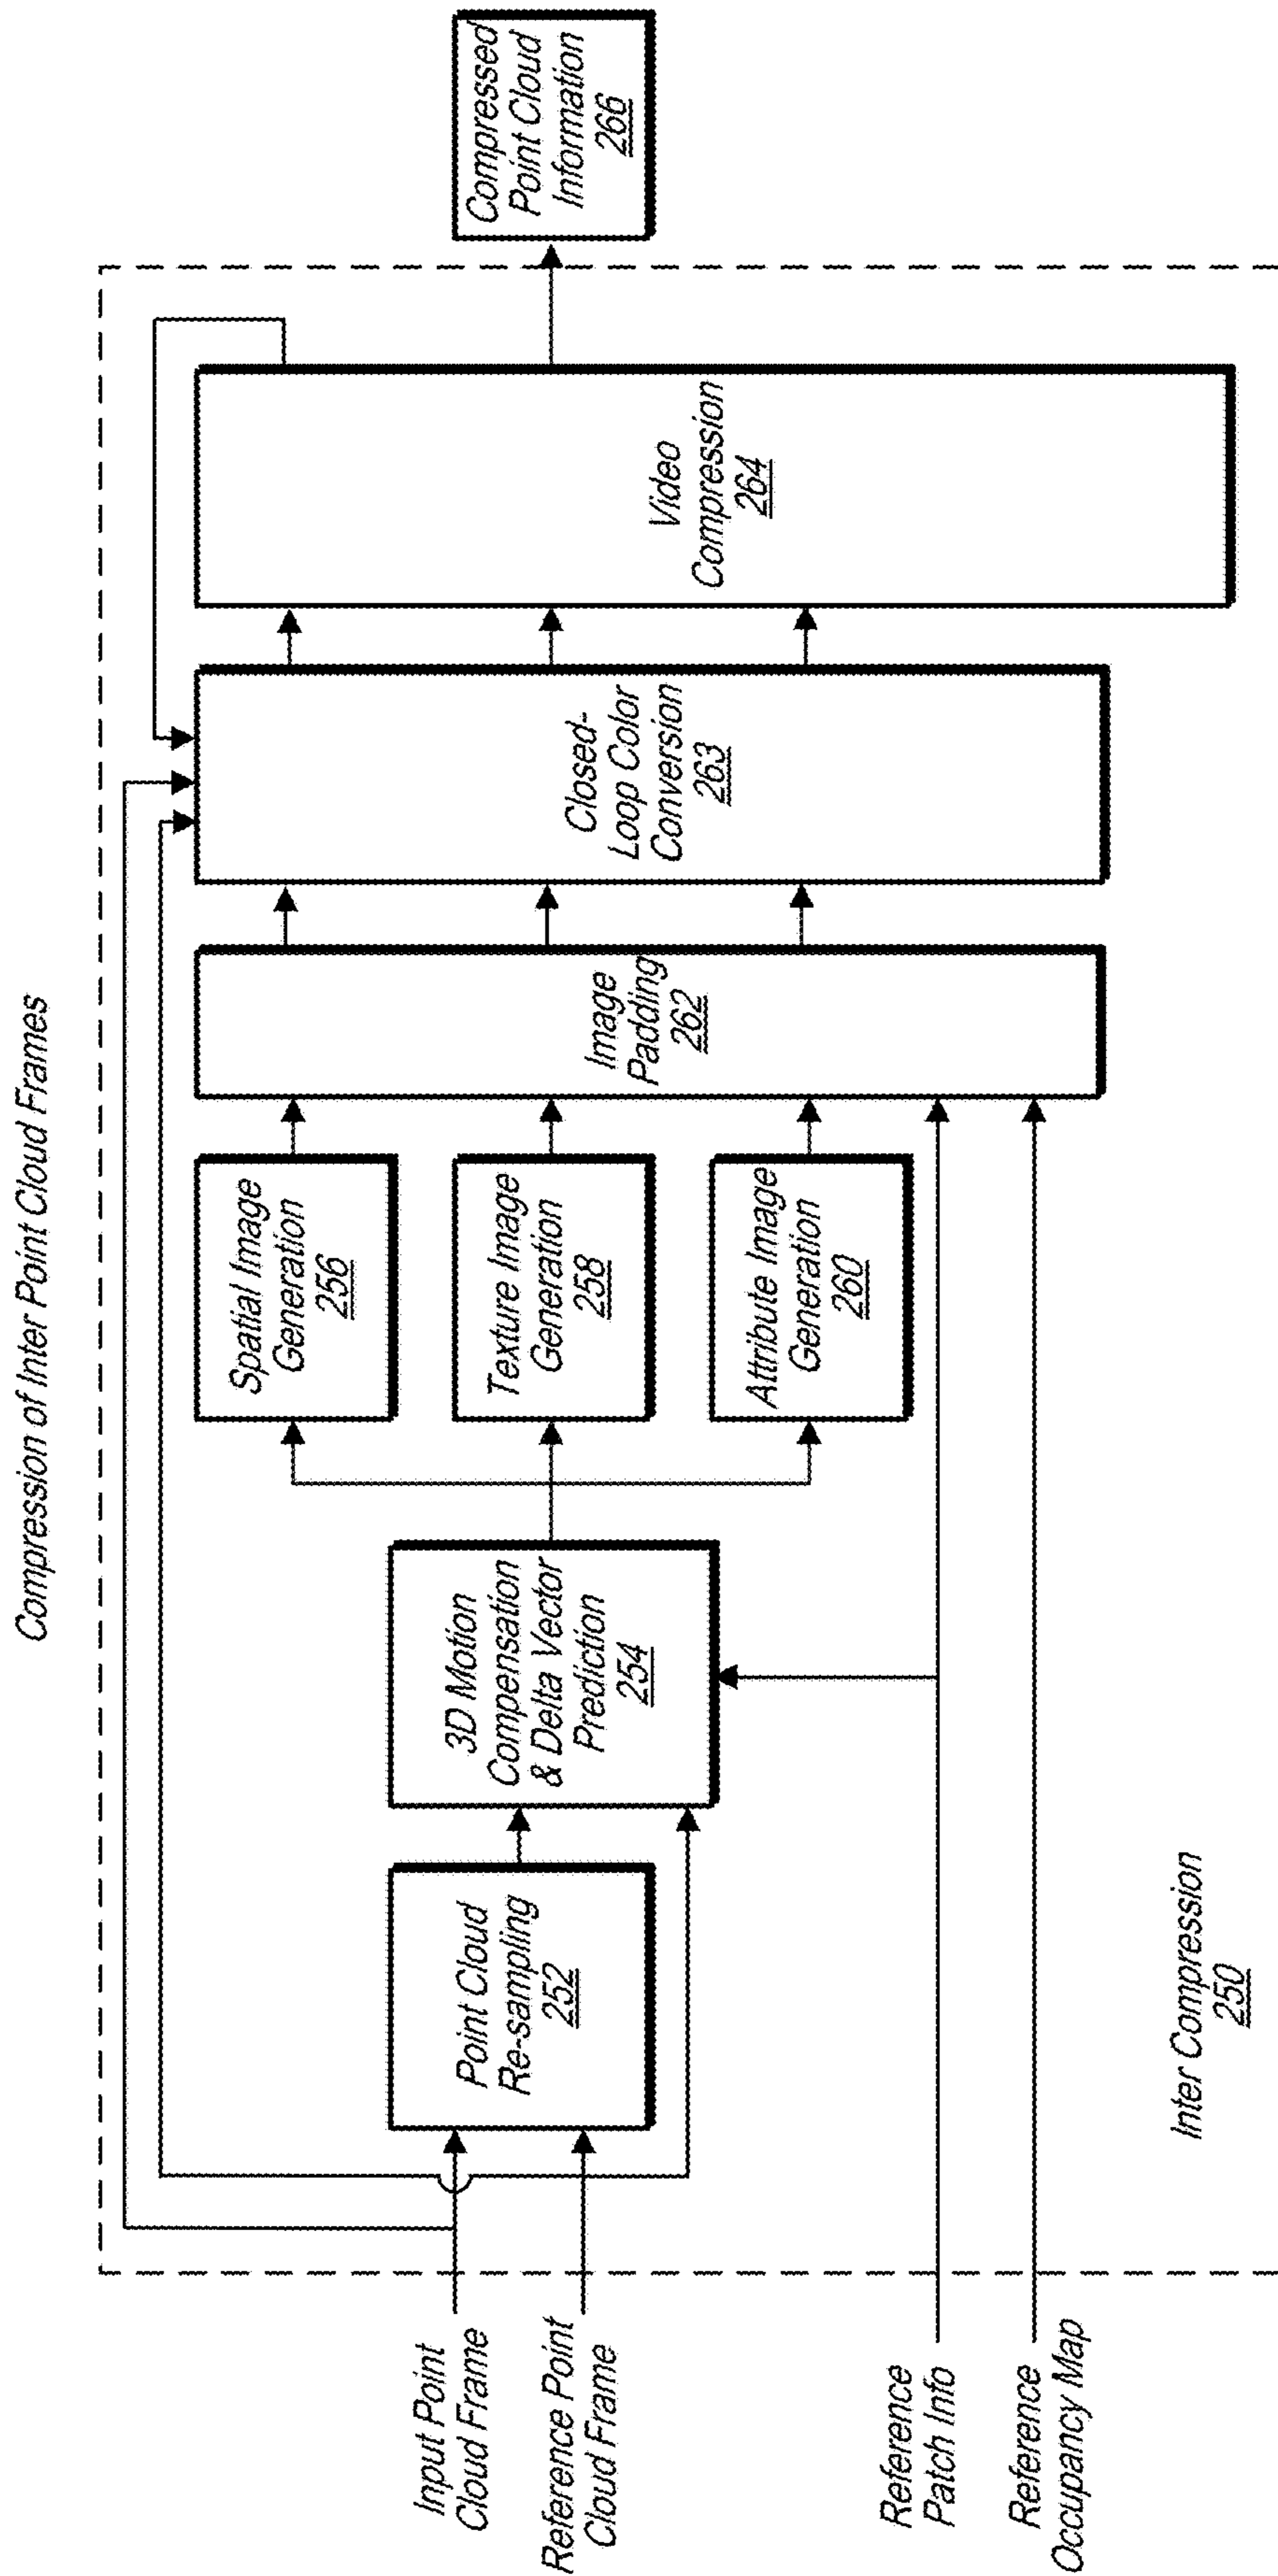 Compression of Inter Point Cloud Frames
Input Point
Cloud Frame
Reference Point
Cloud Frame
Reference
Patch Info
Reference
Occupancy Map
Point Cloud
Re-sampling
252
3D Motion
Compensation
& Delta Vector
Prediction
254
Spatial Image
Generation
256
Texture Image
Generation
258
Attribute Image
Generation
260
Image
Padding
262
Closed-
Loop Color
Conversion
263
Video
Compression
264
Compressed
Point Cloud
Information
266
Inter Compression
250